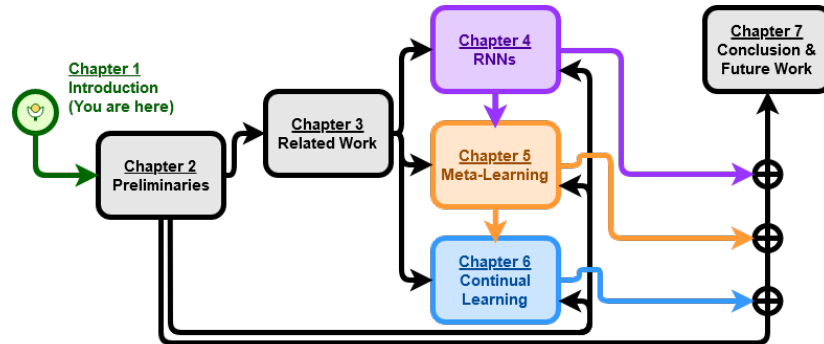 Chapter 1
Introduction
(You are here)
Chapter 2
Preliminaries
Chapter 3
Related Work
Chapter 4
RNNs
Chapter 5
Meta-Learning
Chapter 6
Continual
Learning
Chapter 7
Conclusion &
Future Work